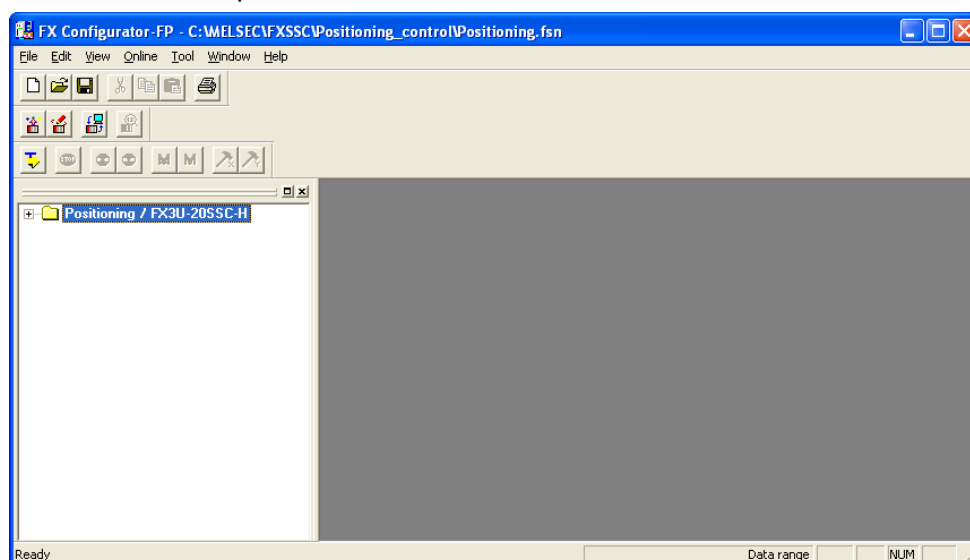 FX Configurator-FP - C:\MELSEC\FXSSC\Positioning_control\Positioning.fsn
File Edit View Online Tool Window Help
Positioning / FX3U-20SSC-H
Ready Data range NUM